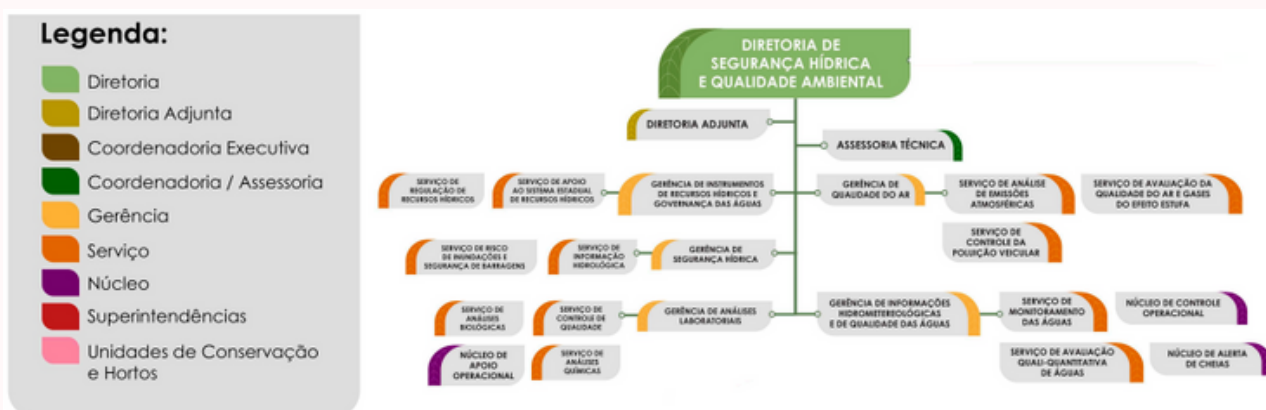 Legenda:
Diretoria
Diretoria Adjunta
Coordenadoria Executiva
Coordenadoria / Assessoria
Gerência
Serviço
Núcleo
Superintendências
Unidades de Conservação
e Hortos
DIRETORIA DE
SEGURANÇA HÍDRICA
E QUALIDADE AMBIENTAL
DIRETORIA ADJUNTA
ASSESSORIA TÉCNICA
SERVIÇO DE
REGULAÇÃO DE
RECURSOS HÍDRICOS
SERVIÇO DE APOIO
AO SISTEMA ESTADUAL
DE RECURSOS HÍDRICOS
GERÊNCIA DE INSTRUMENTOS
DE RECURSOS HÍDRICOS E
GOVERNANÇA DAS ÁGUAS
GERÊNCIA DE
QUALIDADE DO AR
SERVIÇO DE ANÁLISE
DE EMISSÕES
ATMOSFÉRICAS
SERVIÇO DE AVALIAÇÃO DA
QUALIDADE DO AR E GASES
DO EFEITO ESTUFA
SERVIÇO DE
CONTROLE DA
POLUIÇÃO VEICULAR
SERVIÇO DE RISCO
DE INUNDAÇÕES E
SEGURANÇA DE BARRAGENS
SERVIÇO DE
INFORMAÇÃO
HIDROLÓGICA
GERÊNCIA DE
SEGURANÇA HÍDRICA
SERVIÇO DE
ANÁLISES
BIOLÓGICAS
SERVIÇO DE
CONTROLE DE
QUALIDADE
GERÊNCIA DE ANÁLISES
LABORATORIAIS
GERÊNCIA DE INFORMAÇÕES
HIDROMETEREOLÓGICAS
E DE QUALIDADE DAS ÁGUAS
SERVIÇO DE
MONITORAMENTO
DAS ÁGUAS
NÚCLEO DE CONTROLE
OPERACIONAL
NÚCLEO DE
APOIO
OPERACIONAL
SERVIÇO DE
ANÁLISES
QUÍMICAS
SERVIÇO DE AVALIAÇÃO
QUALI-QUANTITATIVA
DE ÁGUAS
NÚCLEO DE ALERTA
DE CHEIAS